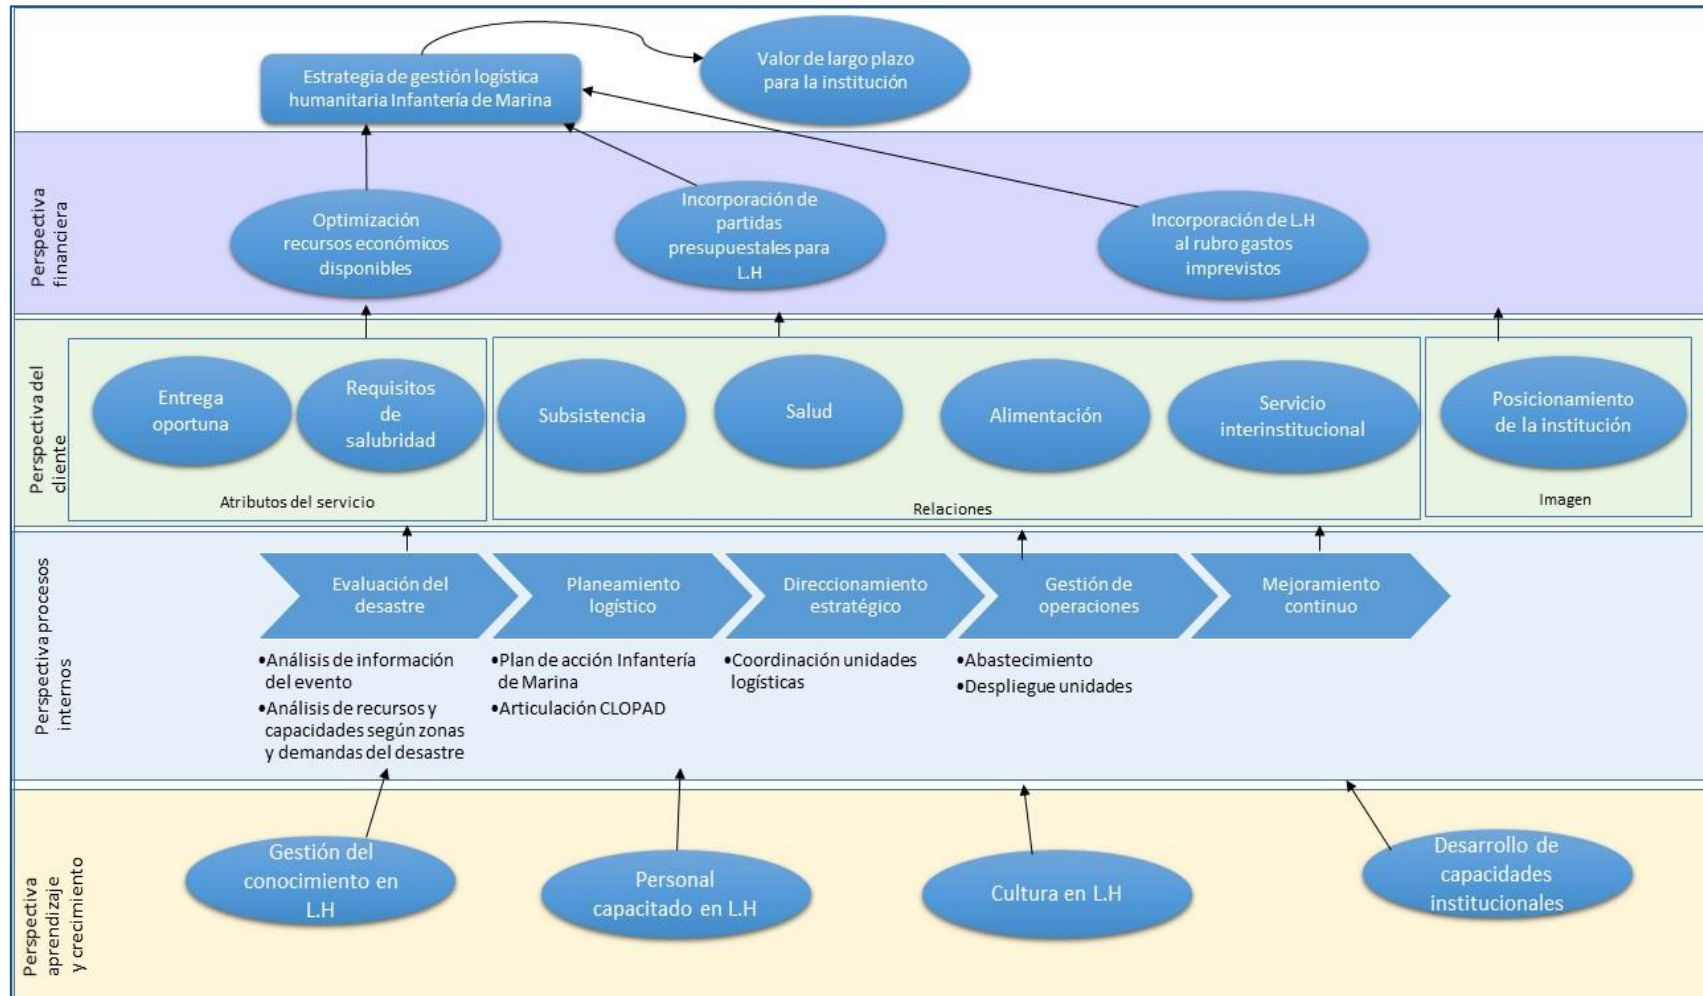 Estrategia de gestión logística
humanitaria Infantería de Marina
Valor de largo plazo
para la institución
Perspectiva
financiera
Optimización
recursos económicos
disponibles
Incorporación de
partidas
presupuestales para
L.H
Incorporación de L.H
al rubro gastos
imprevistos
Perspectiva del
cliente
Entrega
oportuna
Requisitos
de
salubridad
Atributos del servicio
Subsistencia
Salud
Alimentación
Servicio
interinstitucional
Relaciones
Posicionamiento
de la institución
Imagen
Perspectiva procesos
internos
Evaluación del
desastre
Planeamiento
logístico
Direccionamiento
estratégico
Gestión de
operaciones
Mejoramiento
continuo
•Análisis de información
del evento
•Análisis de recursos y
capacidades según zonas
y demandas del desastre
•Plan de acción Infantería
de Marina
•Articulación CLOPAD
•Coordinación unidades
logísticas
•Abastecimiento
•Despliegue unidades
Perspectiva
aprendizaje
y crecimiento
Gestión del
conocimiento en
L.H
Personal
capacitado en L.H
Cultura en L.H
Desarrollo de
capacidades
institucionales